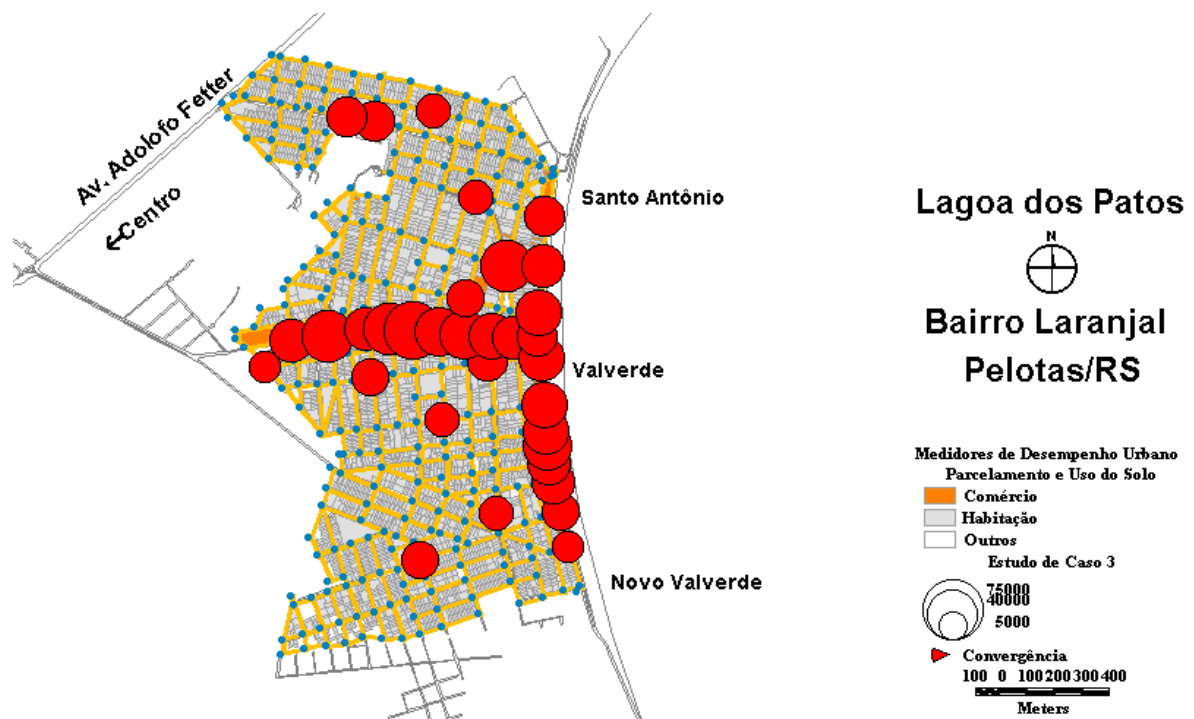 Av. Adolofo Fetter
←Centro
Santo Antônio
Valverde
Novo Valverde
Lagoa dos Patos
N
Bairro Laranjal
Pelotas/RS
Medidores de Desempenho Urbano
Parcelamento e Uso do Solo
Comércio
Habitação
Outros
Estudo de Caso 3
75000
40000
5000
Convergência
100 0 100 200 300 400
Meters